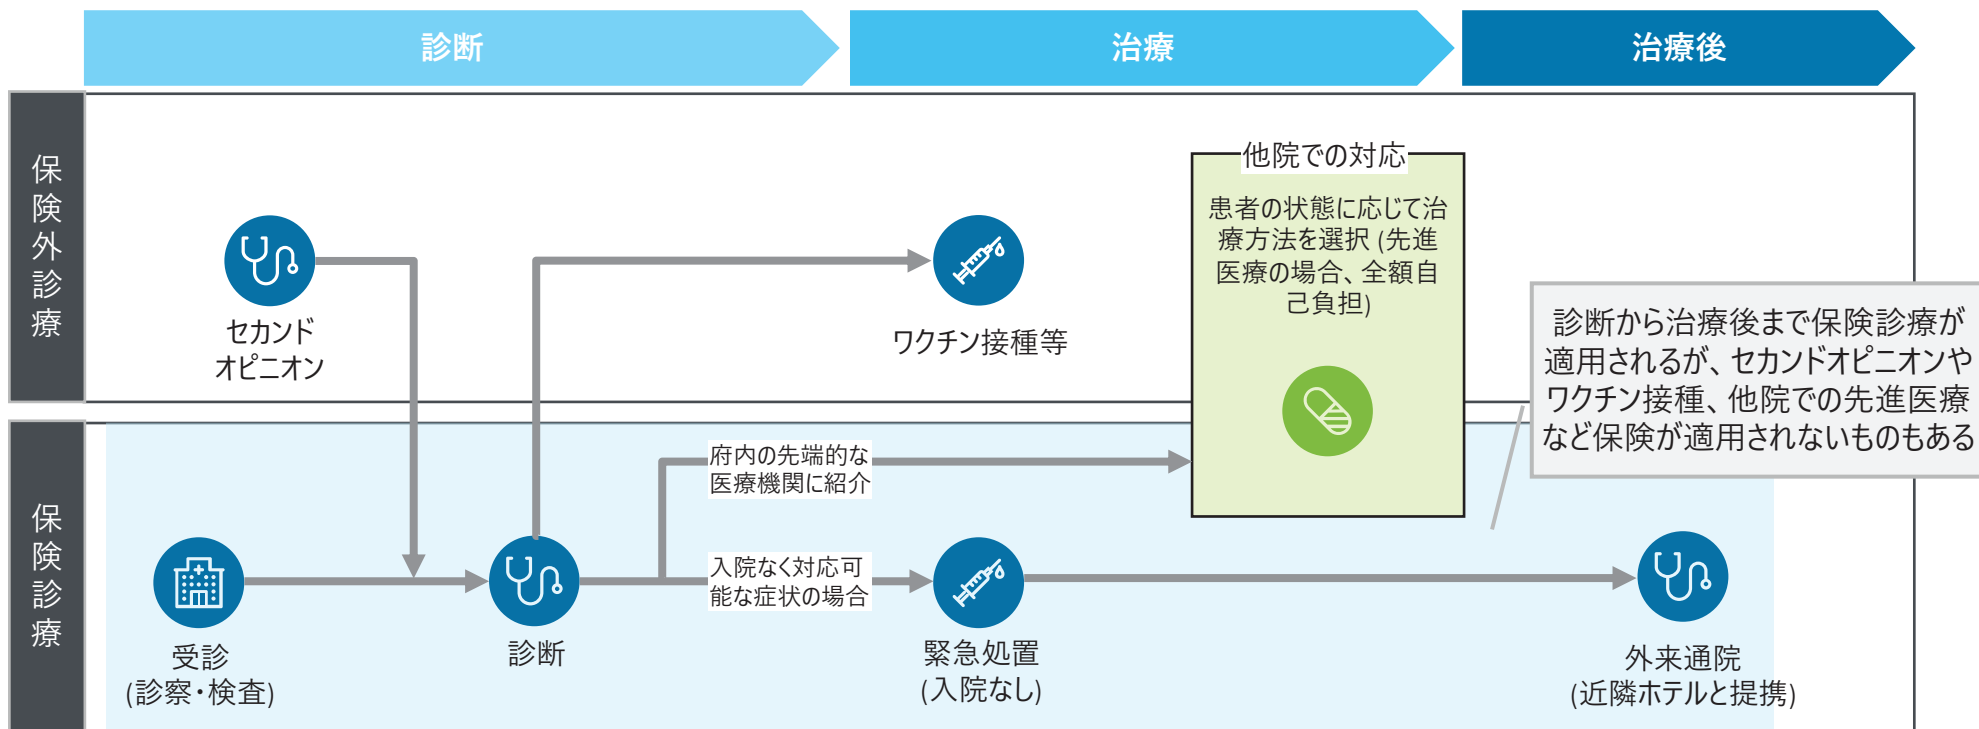 診断
治療
治療後
保険外診療
他院での対応
患者の状態に応じて治
療方法を選択 (先進
医療の場合、全額自
己負担)
セカンド
オピニオン
ワクチン接種等
診断から治療後まで保険診療が
適用されるが、セカンドオピニオンや
ワクチン接種、他院での先進医療
など保険が適用されないものもある
保険診療
府内の先端的な
医療機関に紹介
入院なく対応可
能な症状の場合
受診
(診察・検査)
診断
緊急処置
(入院なし)
外来通院
(近隣ホテルと提携)